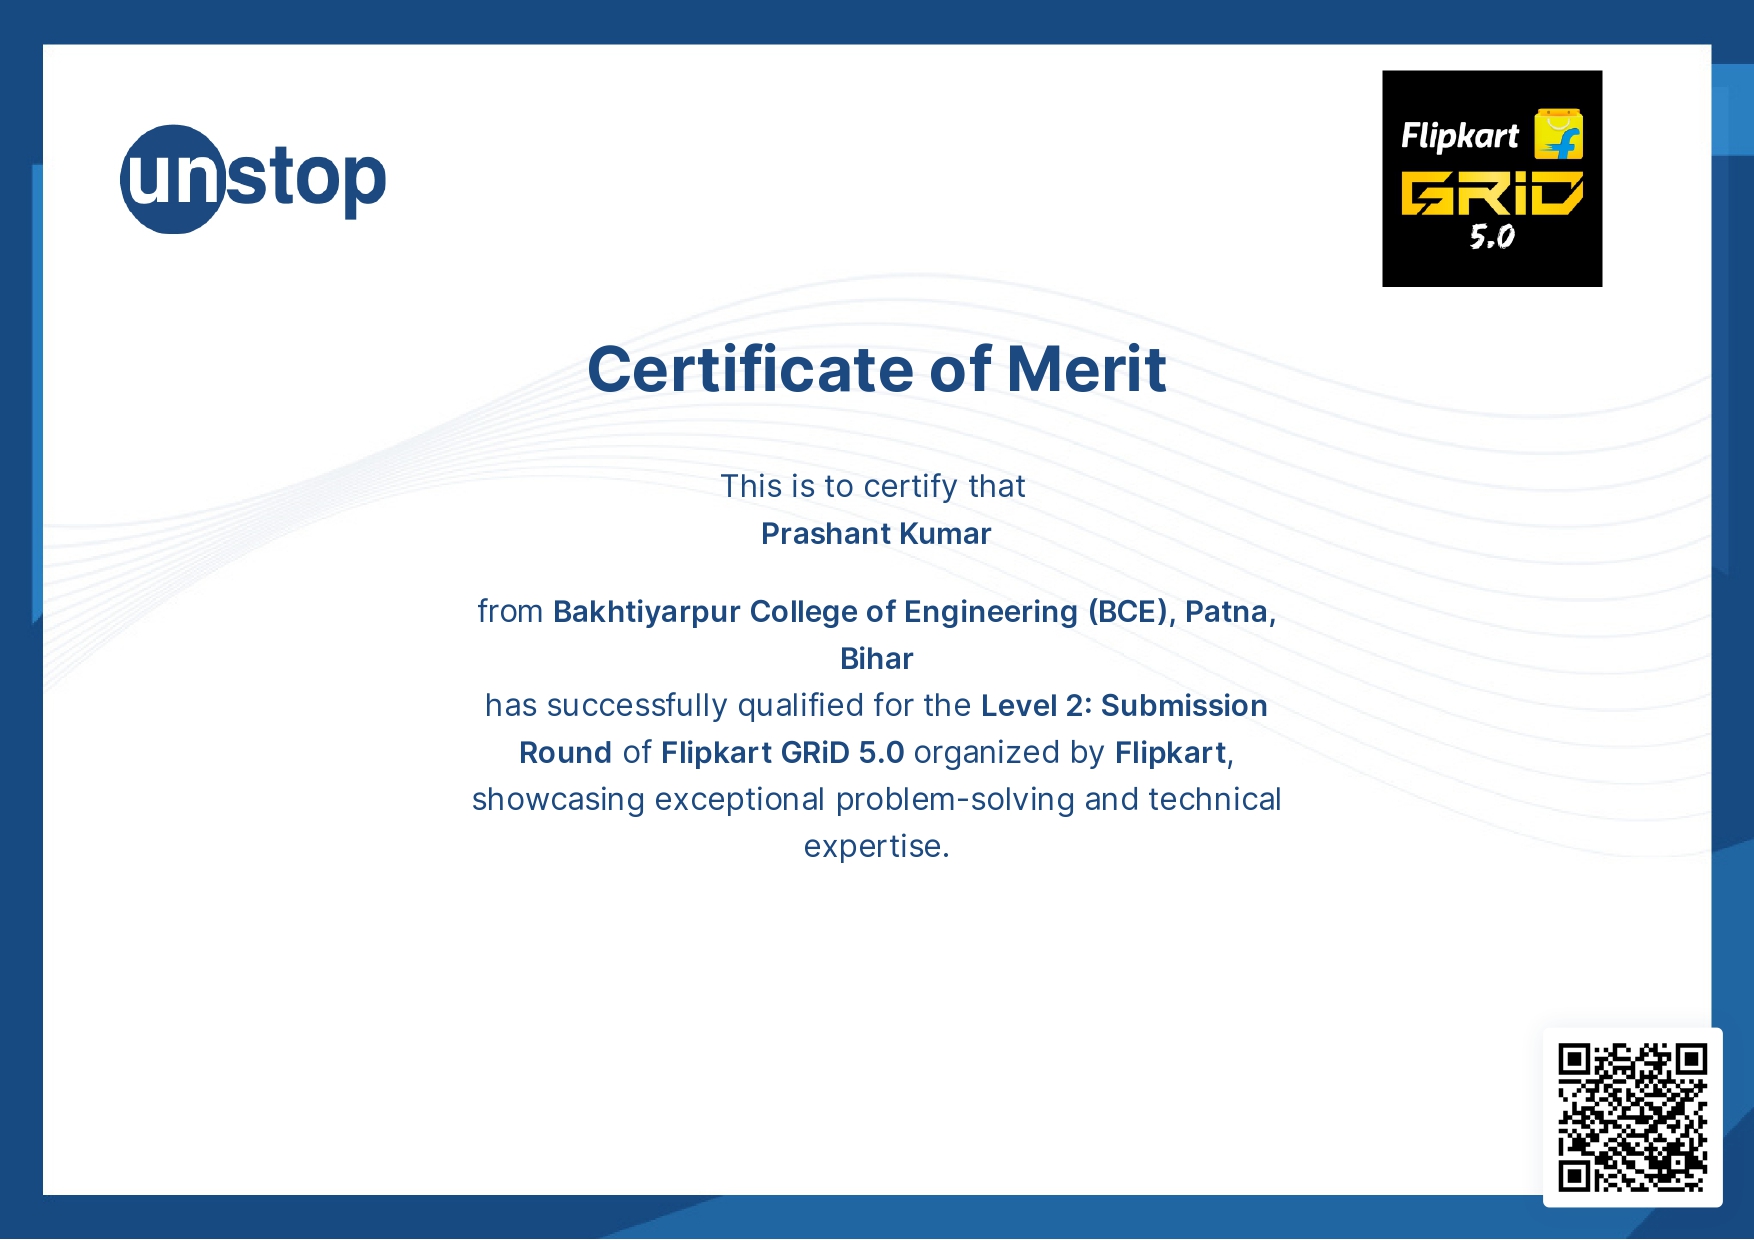 unstop
Flipkart
GRiD
5.0
Certificate of Merit
This is to certify that
Prashant Kumar
from Bakhtiyarpur College of Engineering (BCE), Patna,
Bihar
has successfully qualified for the Level 2: Submission
Round of Flipkart GRiD 5.0 organized by Flipkart,
showcasing exceptional problem-solving and technical
expertise.